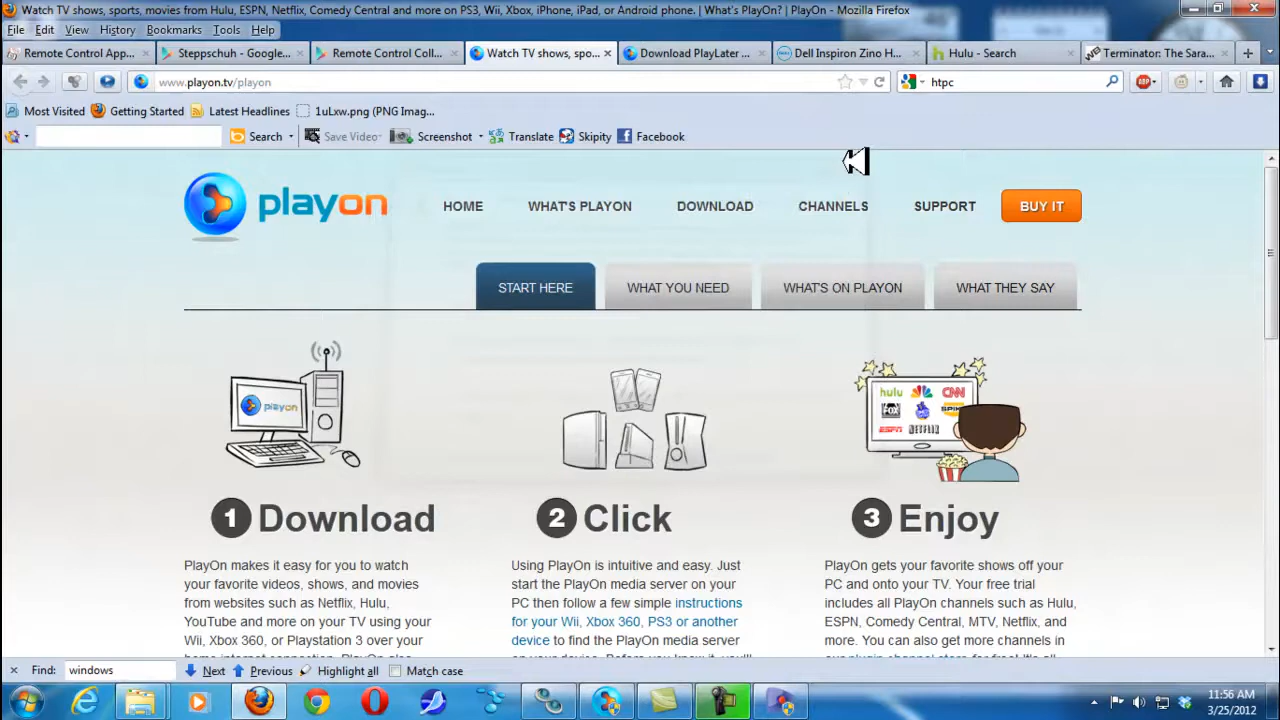 Watch TV shows, sports, movies from Hulu, ESPN, Netflix, Comedy Central and more on PS3, Wii, Xbox, iPhone, iPad, or Android phone. | What's PlayOn? | PlayOn - Mozilla Firefox
File Edit View History Bookmarks Tools Help
Remote Control App... Steppschuh - Google... Remote Control Coll... Watch TV shows, spo... Download PlayLater ... Dell Inspiron Zino H... Hulu - Search Terminator: The Sara...
www.playon.tv/playon htpc
Most Visited Getting Started Latest Headlines 1uLxw.png (PNG Imag...
Search Save Video Screenshot Translate Skipity Facebook
playon HOME WHAT'S PLAYON DOWNLOAD CHANNELS SUPPORT BUY IT
START HERE WHAT YOU NEED WHAT'S ON PLAYON WHAT THEY SAY
playon
hulu CNN
FOX
ESPN NETFLIX
1 Download
PlayOn makes it easy for you to watch
your favorite videos, shows, and movies
from websites such as Netflix, Hulu,
YouTube and more on your TV using your
Wii, Xbox 360, or Playstation 3 over your
2 Click
Using PlayOn is intuitive and easy. Just
start the PlayOn media server on your
PC then follow a few simple instructions
for your Wii, Xbox 360, PS3 or another
device to find the PlayOn media server
3 Enjoy
PlayOn gets your favorite shows off your
PC and onto your TV. Your free trial
includes all PlayOn channels such as Hulu,
ESPN, Comedy Central, MTV, Netflix, and
more. You can also get more channels in
Find: windows Next Previous Highlight all Match case
11:56 AM
3/25/2012